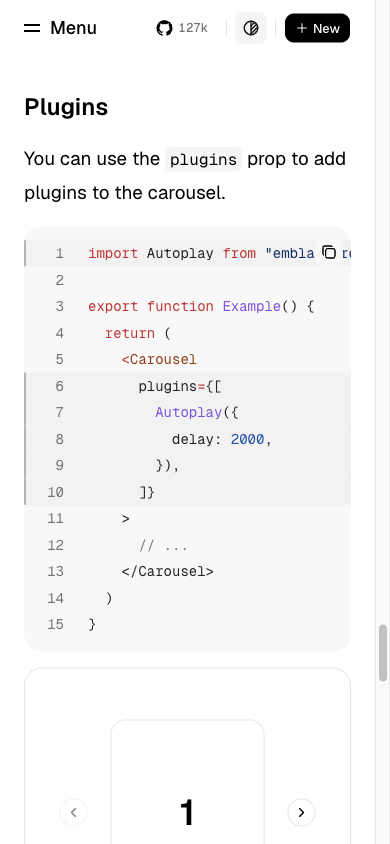 Menu
127k
+ New
Plugins
You can use the plugins prop to add
plugins to the carousel.
1 import Autoplay from "embla
2
3 export function Example() {
4 return (
5 <Carousel
6 plugins={[
7 Autoplay({
8 delay: 2000,
9 }),
10 ]}
11 >
12 // ...
13 </Carousel>
14 )
15 }
1